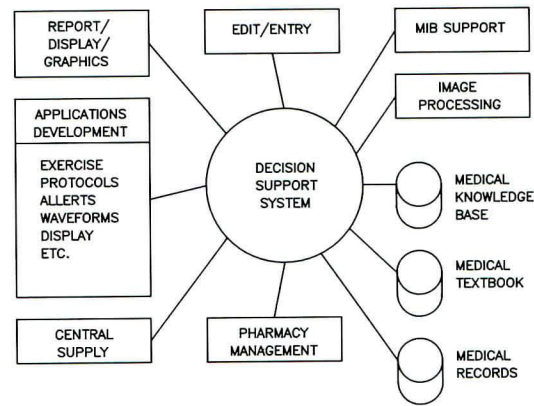 REPORT/
DISPLAY/
GRAPHICS
EDIT/ENTRY
MIB SUPPORT
IMAGE
PROCESSING
APPLICATIONS
DEVELOPMENT
EXERCISE
PROTOCOLS
ALLERTS
WAVEFORMS
DISPLAY
ETC.
DECISION
SUPPORT
SYSTEM
MEDICAL
KNOWLEDGE
BASE
MEDICAL
TEXTBOOK
MEDICAL
RECORDS
CENTRAL
SUPPLY
PHARMACY
MANAGEMENT